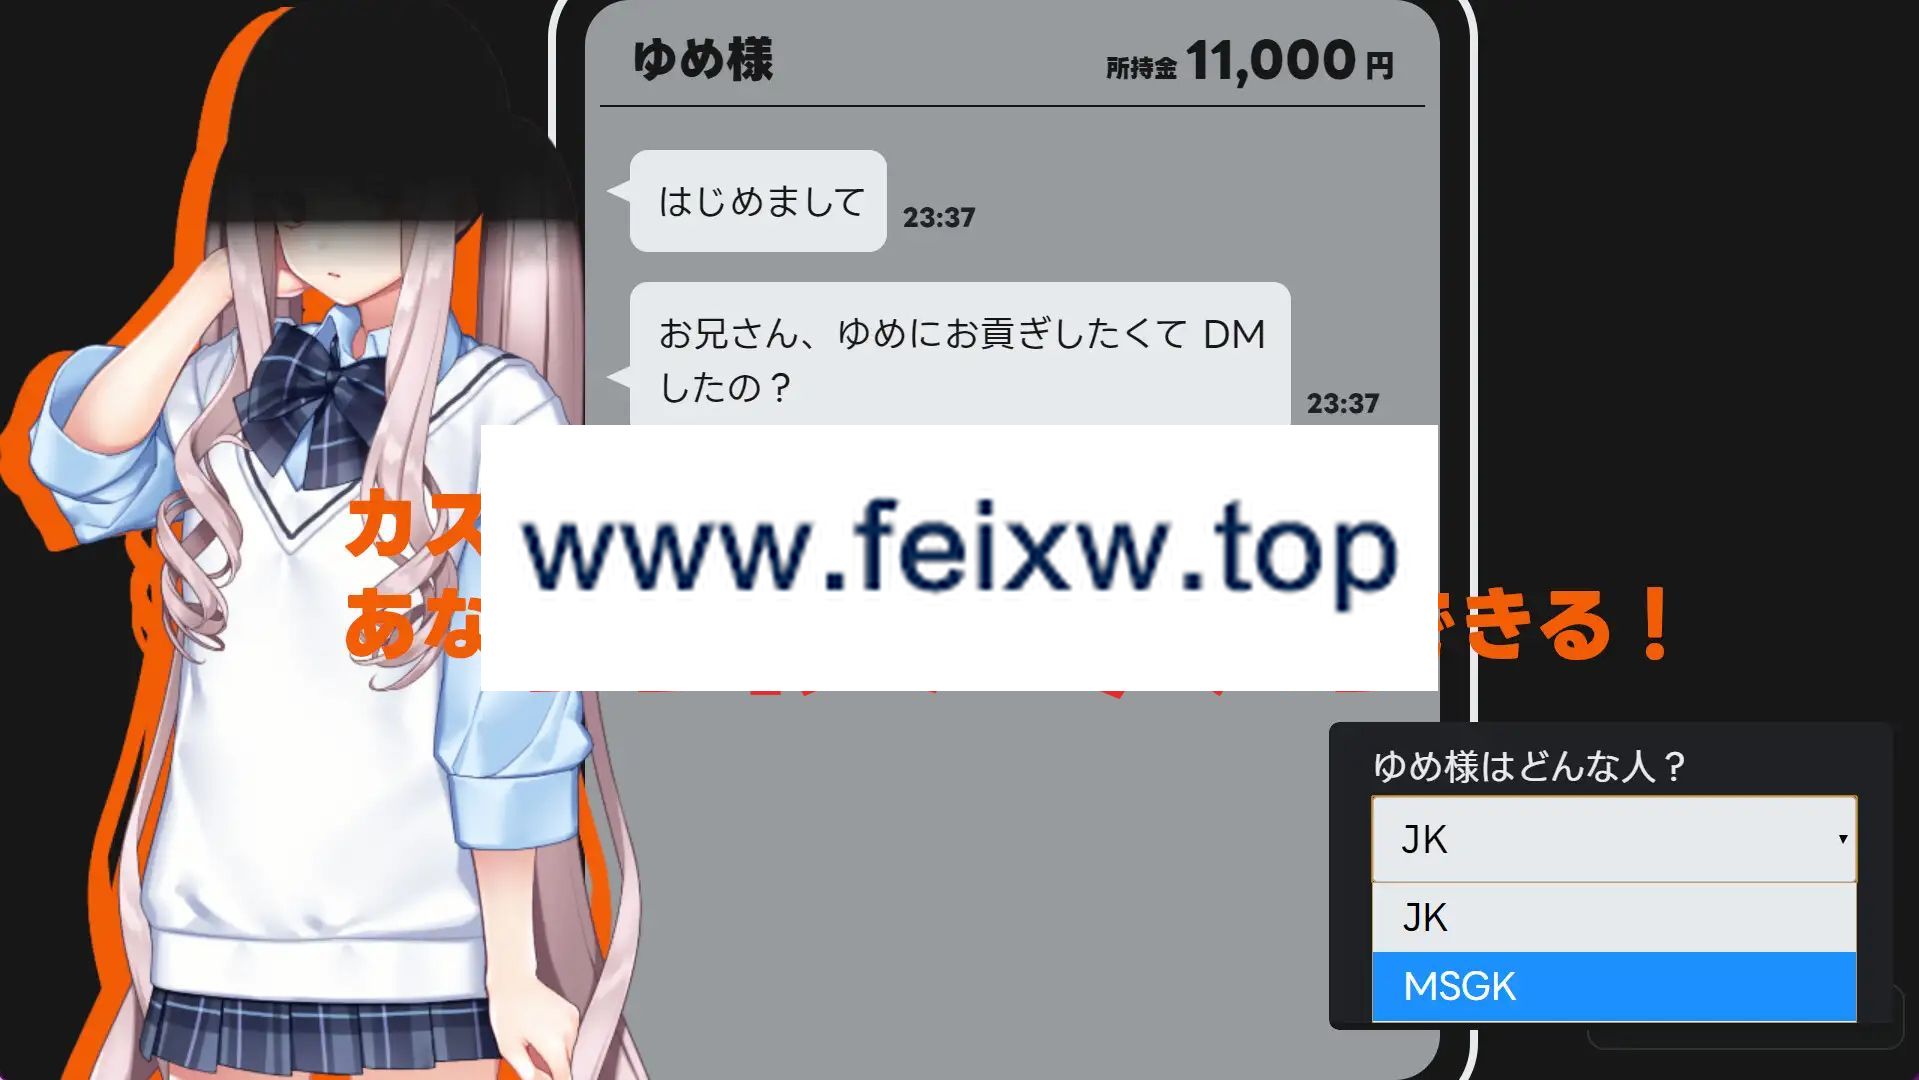 ゆめ様
所持金 11,000 円
はじめまして
23:37
お兄さん、ゆめにお貢ぎしたくて DM
したの？
23:37
カス
www.feixw.top
あな
できる！
ゆめ様はどんな人？
JK
JK
MSGK